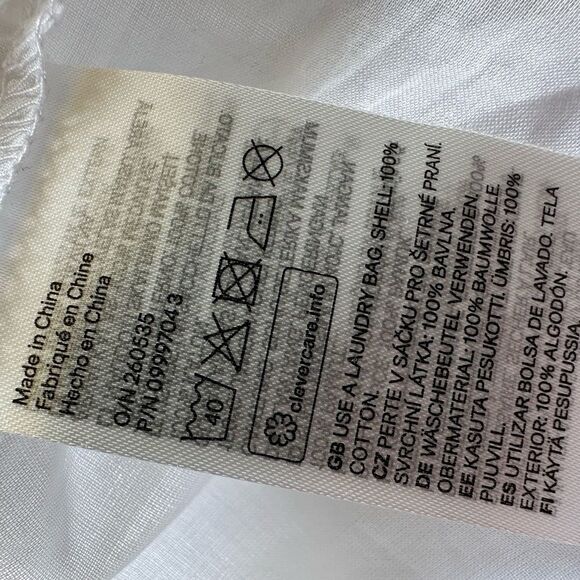 Made in China
Fabriqué en Chine
Hecho en China
O/N 260535
P/N 09997043
40
clevercare.info
GB USE A LAUNDRY BAG. SHELL: 100%
COTTON.
CZ PERTE V SÁČKU PRO ŠETRNÉ PRANÍ.
SVRCHNÍ LÁTKA: 100% BAVLNA.
DE WÄSCHEBEUTEL VERWENDEN.
OBERMATERIAL: 100% BAUMWOLLE.
EE KASUTA PESUKOTTI. ÜMBRIS: 100%
PUUVILL.
ES UTILIZAR BOLSA DE LAVADO. TELA
EXTERIOR: 100% ALGODÓN.
FI KÄYTÄ PESUPUSSIA.